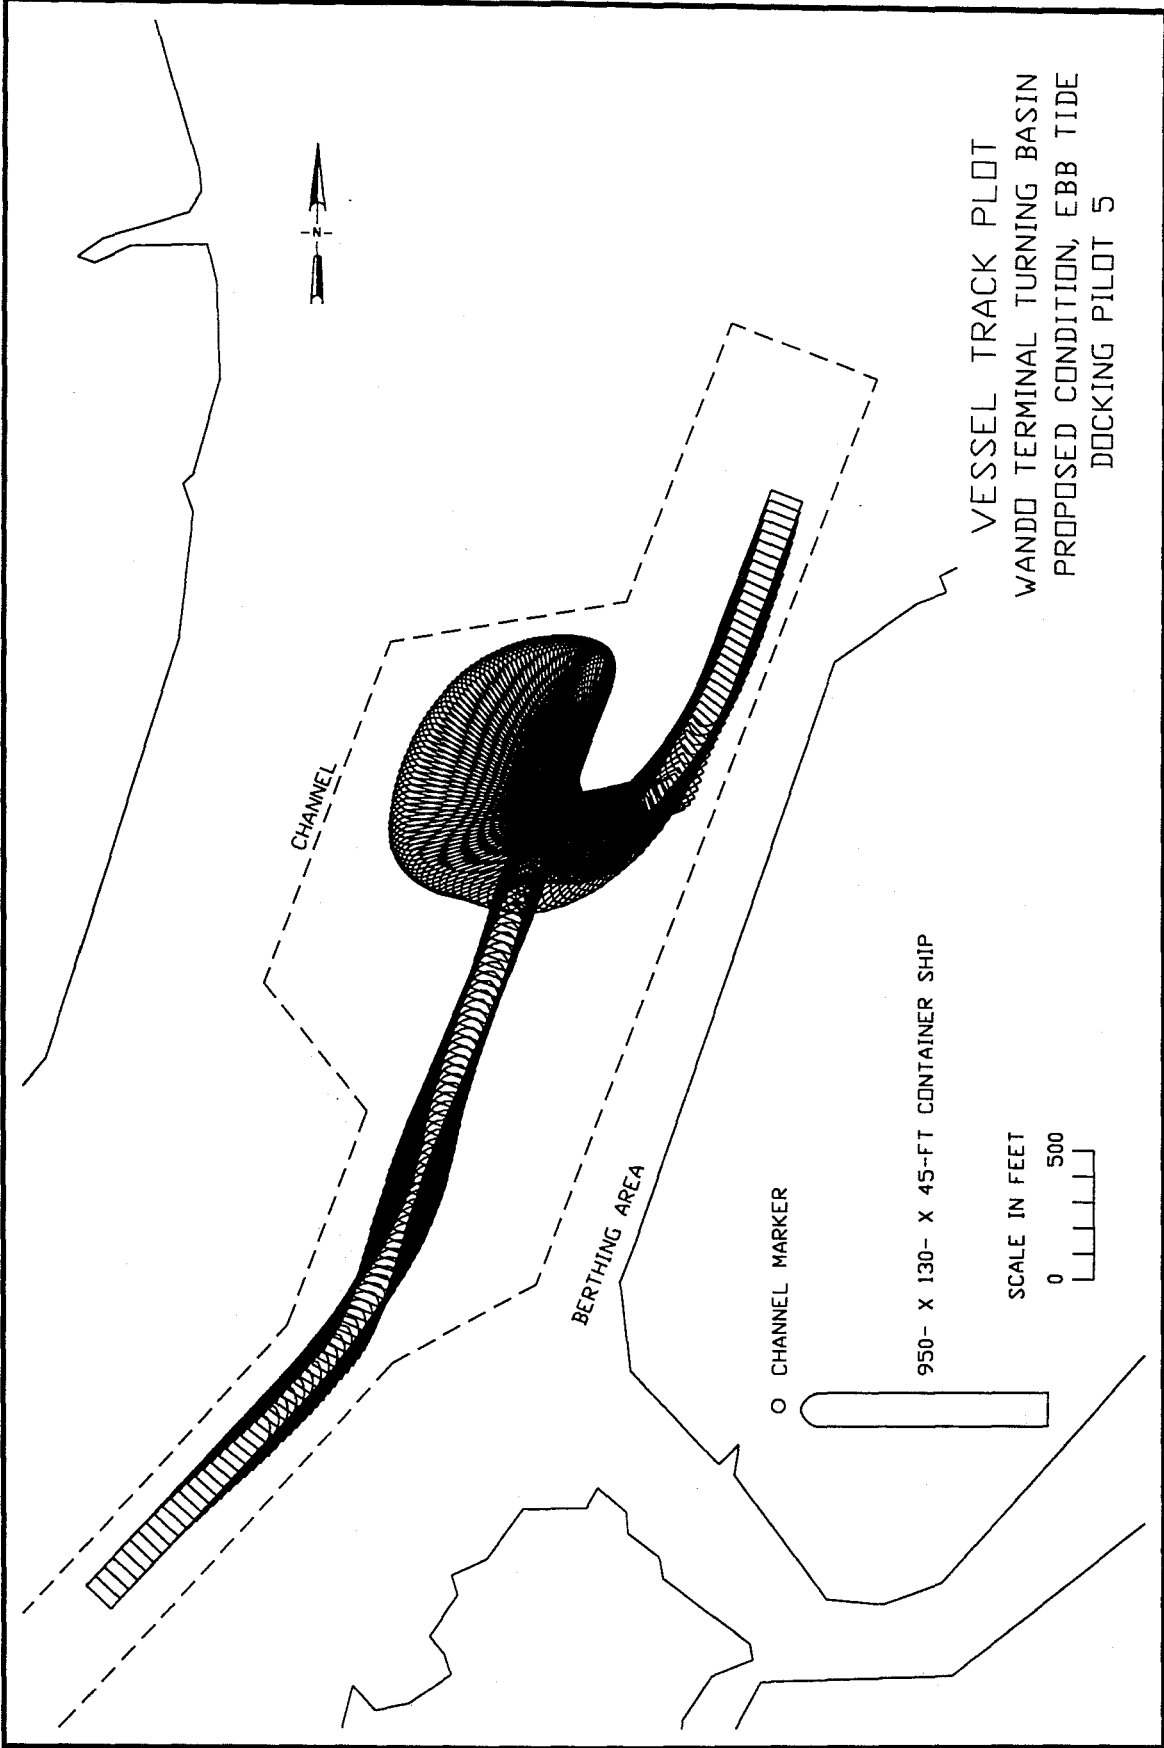 N
CHANNEL
BERTHING AREA
CHANNEL MARKER
950- X 130- X 45-FT CONTAINER SHIP
SCALE IN FEET
0 500
VESSEL TRACK PLOT
WANDO TERMINAL TURNING BASIN
PROPOSED CONDITION, EBB TIDE
DOCKING PILOT 5